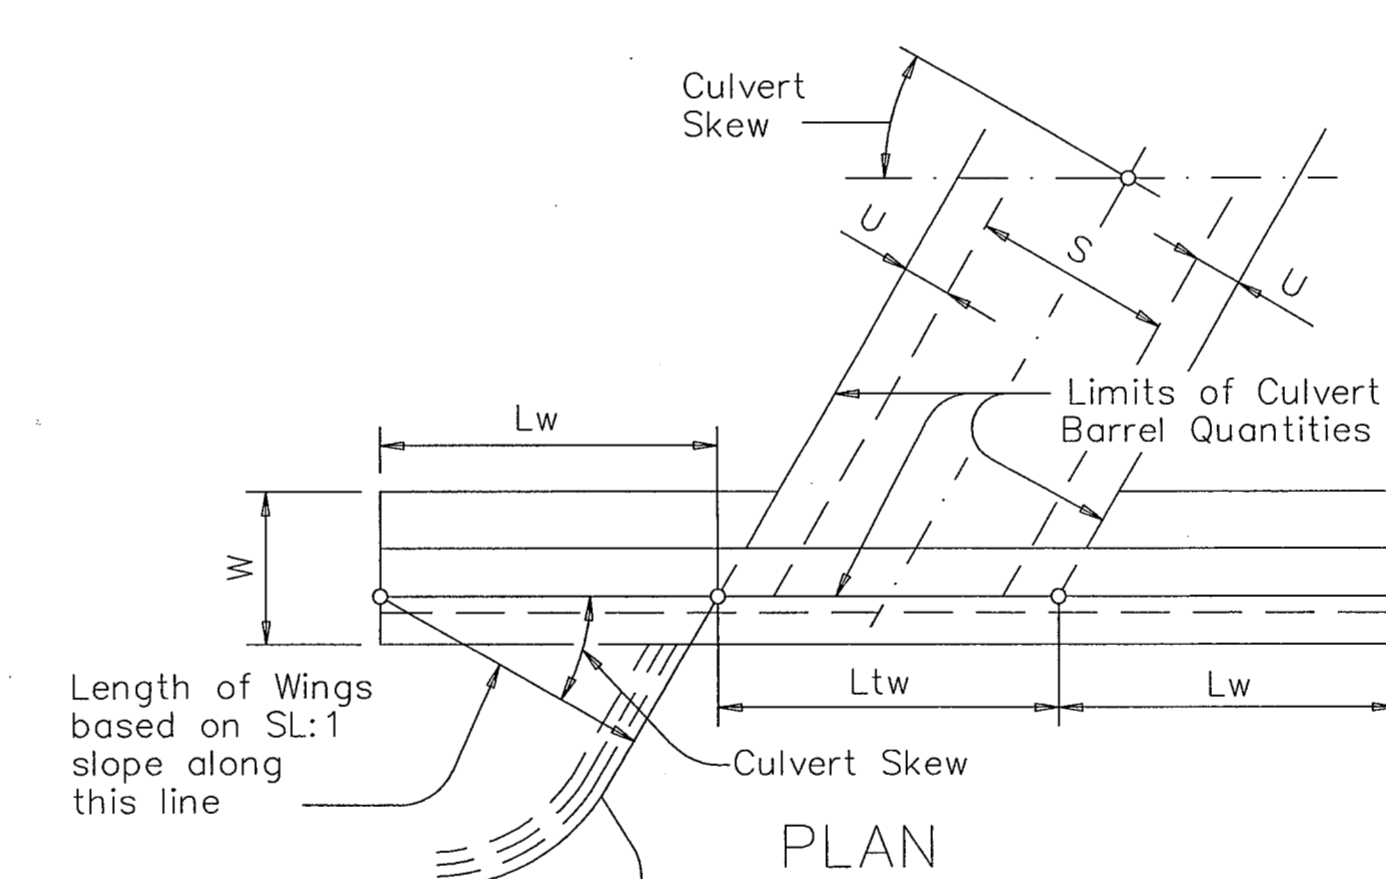 Culvert
Skew
U
S
U
Limits of Culvert
Barrel Quantities
Lw
W
Ltw
Lw
Length of Wings
based on SL:1
slope along
this line
Culvert Skew
PLAN